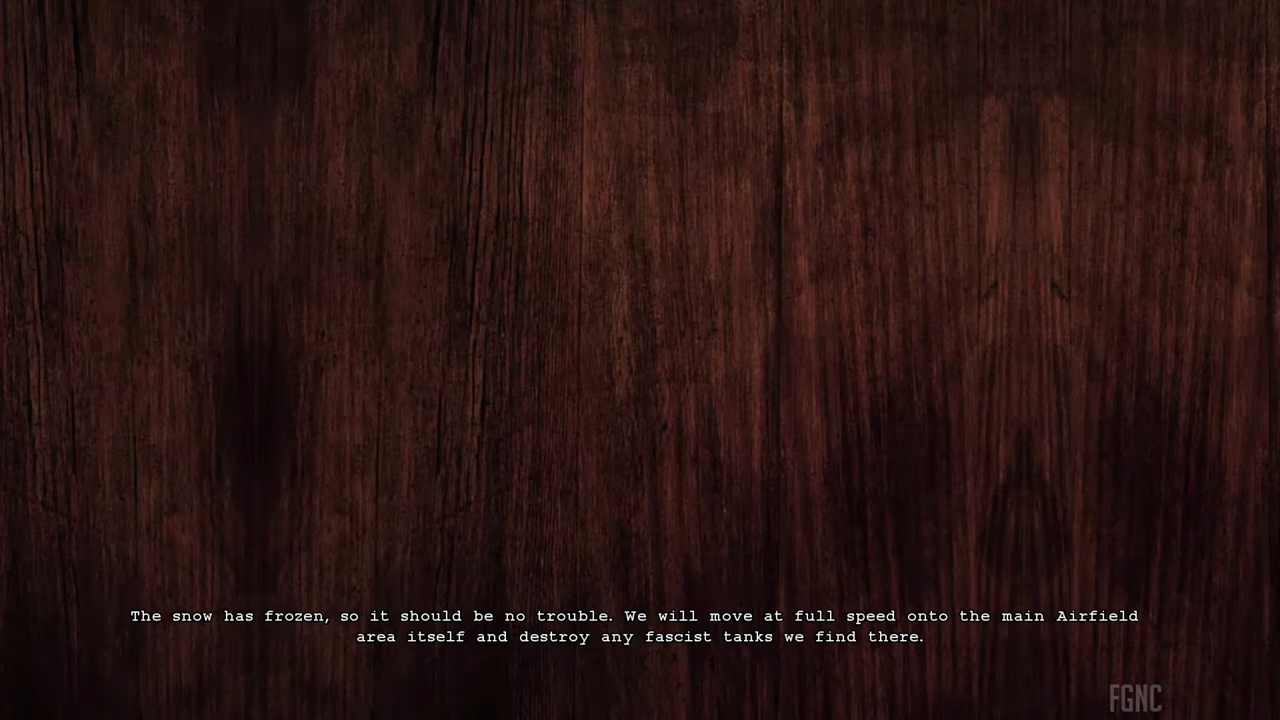 The snow has frozen, so it should be no trouble. We will move at full speed onto the main Airfield
area itself and destroy any fascist tanks we find there.
FGNC